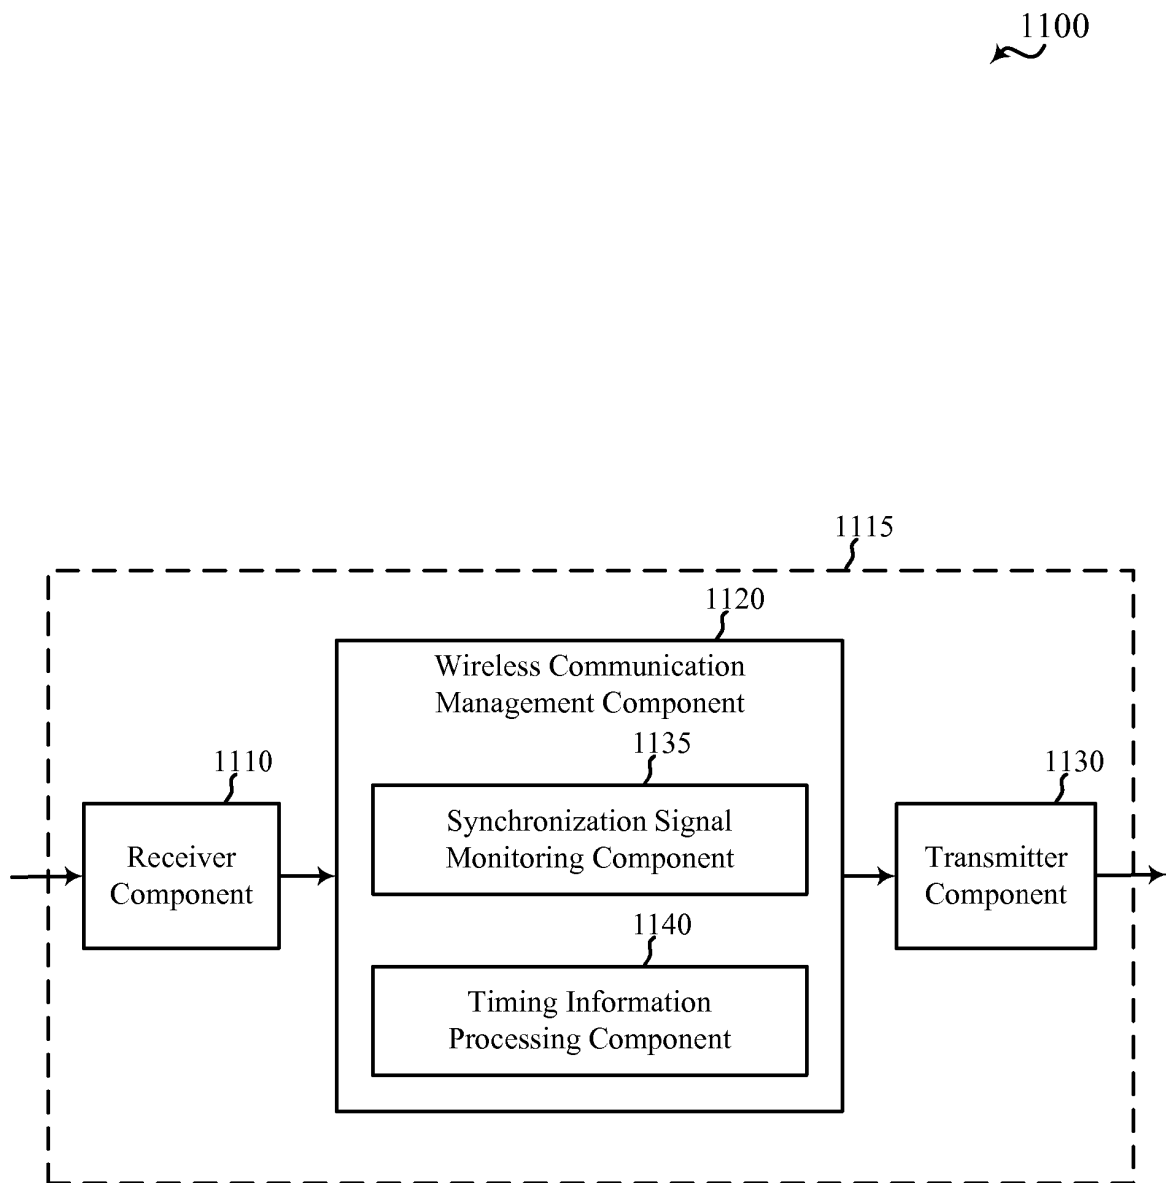 1100
1115
1120
Wireless Communication
Management Component
1135
1110
1130
Synchronization Signal
Monitoring Component
Receiver
Component
Transmitter
Component
1140
Timing Information
Processing Component